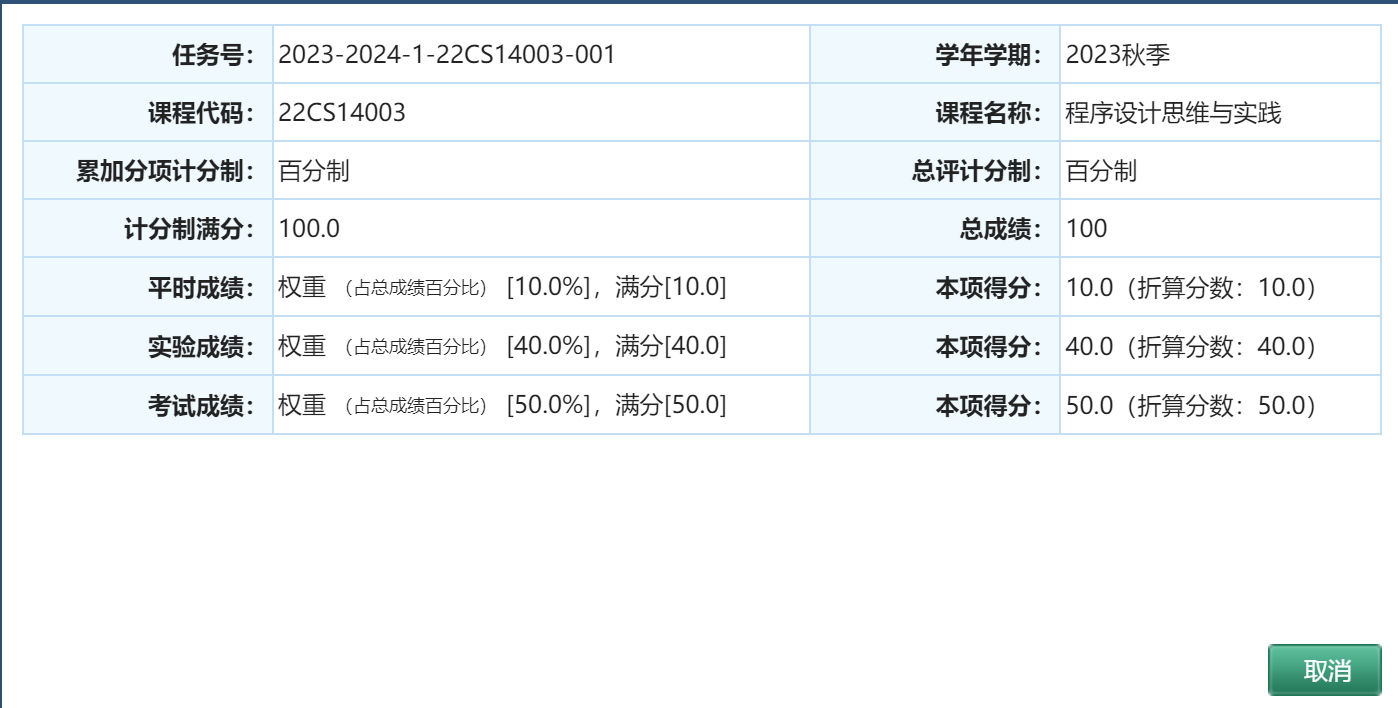 任务号： 2023-2024-1-22CS14003-001 学年学期： 2023秋季
课程代码： 22CS14003 课程名称： 程序设计思维与实践
累加分项计分制： 百分制 总评计分制： 百分制
计分制满分： 100.0 总成绩： 100
平时成绩： 权重 （占总成绩百分比） [10.0%]，满分[10.0] 本项得分： 10.0（折算分数：10.0）
实验成绩： 权重 （占总成绩百分比） [40.0%]，满分[40.0] 本项得分： 40.0（折算分数：40.0）
考试成绩： 权重 （占总成绩百分比） [50.0%]，满分[50.0] 本项得分： 50.0（折算分数：50.0）
取消